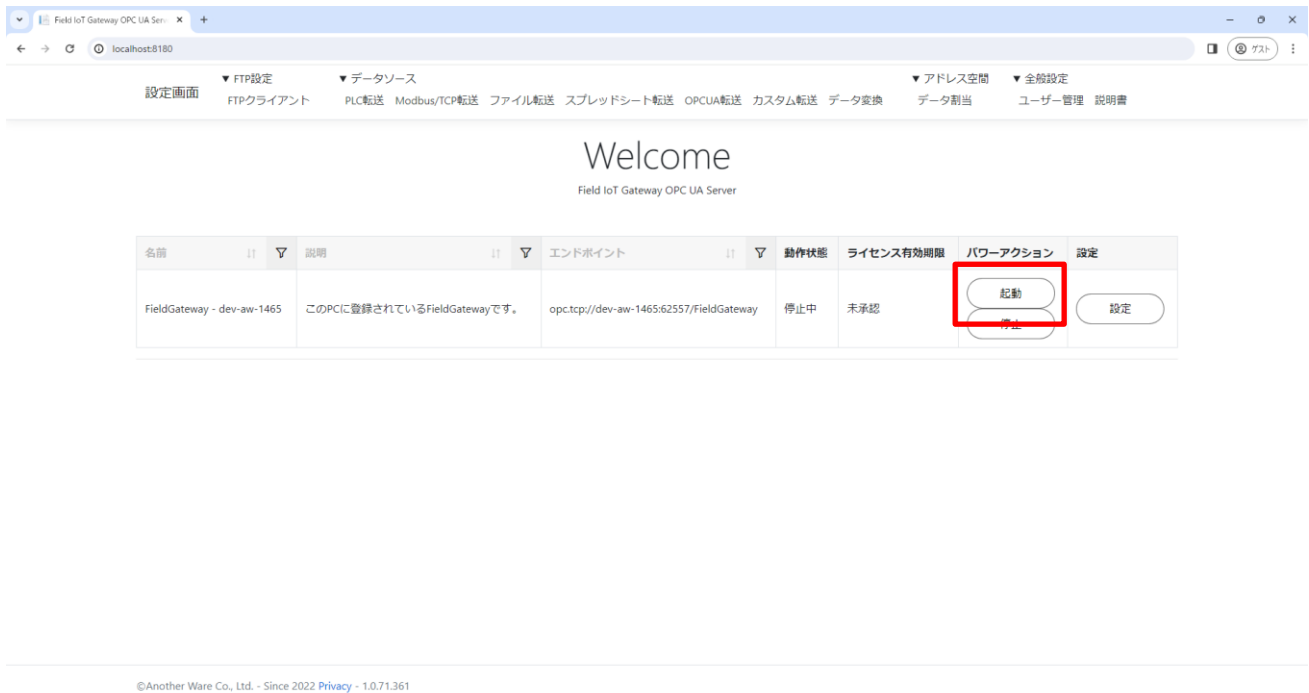 Field IoT Gateway OPC UA Serv
localhost:8180
ゲスト
設定画面
▼ FTP設定
FTPクライアント
▼ データソース
PLC転送 Modbus/TCP転送 ファイル転送 スプレッドシート転送 OPCUA転送 カスタム転送 データ変換
▼ アドレス空間
データ割当
▼ 全般設定
ユーザー管理 説明書
Welcome
Field IoT Gateway OPC UA Server
名前 説明 エンドポイント 動作状態 ライセンス有効期限 パワーアクション 設定
FieldGateway - dev-aw-1465 このPCに登録されているFieldGatewayです。 opc.tcp://dev-aw-1465:62557/FieldGateway 停止中 未承認
起動
停止
設定
©Another Ware Co., Ltd. - Since 2022 Privacy - 1.0.71.361